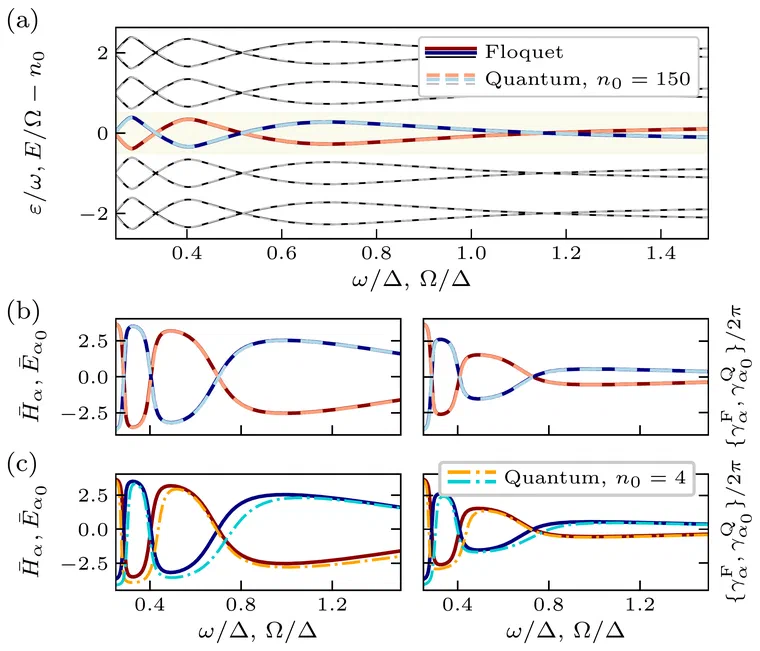 (a)
ε/ω, E/Ω − n₀
2
0
−2
Floquet
Quantum, n₀ = 150
0.4 0.6 0.8 1.0 1.2 1.4
ω/Δ, Ω/Δ
(b)
H̄α, Ēα₀
2.5
0.0
−2.5
{γαF, γα₀Q}/2π
(c)
H̄α, Ēα₀
2.5
0.0
−2.5
Quantum, n₀ = 4
{γαF, γα₀Q}/2π
0.4 0.8 1.2 0.4 0.8 1.2
ω/Δ, Ω/Δ ω/Δ, Ω/Δ